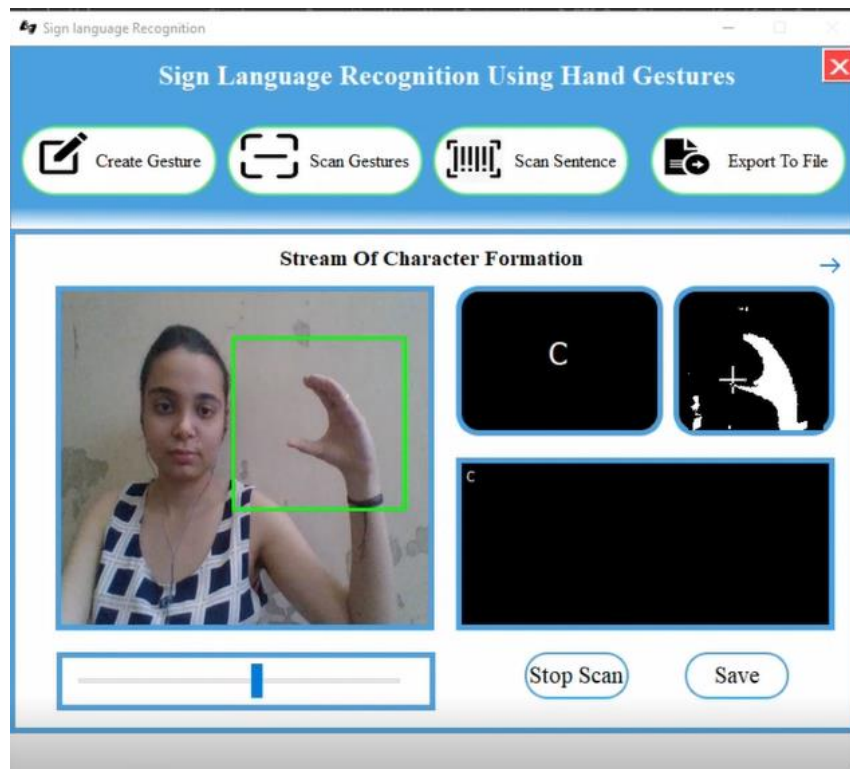 Sign language Recognition
Sign Language Recognition Using Hand Gestures
Create Gesture
Scan Gestures
Scan Sentence
Export To File
Stream Of Character Formation
C
C
Stop Scan
Save